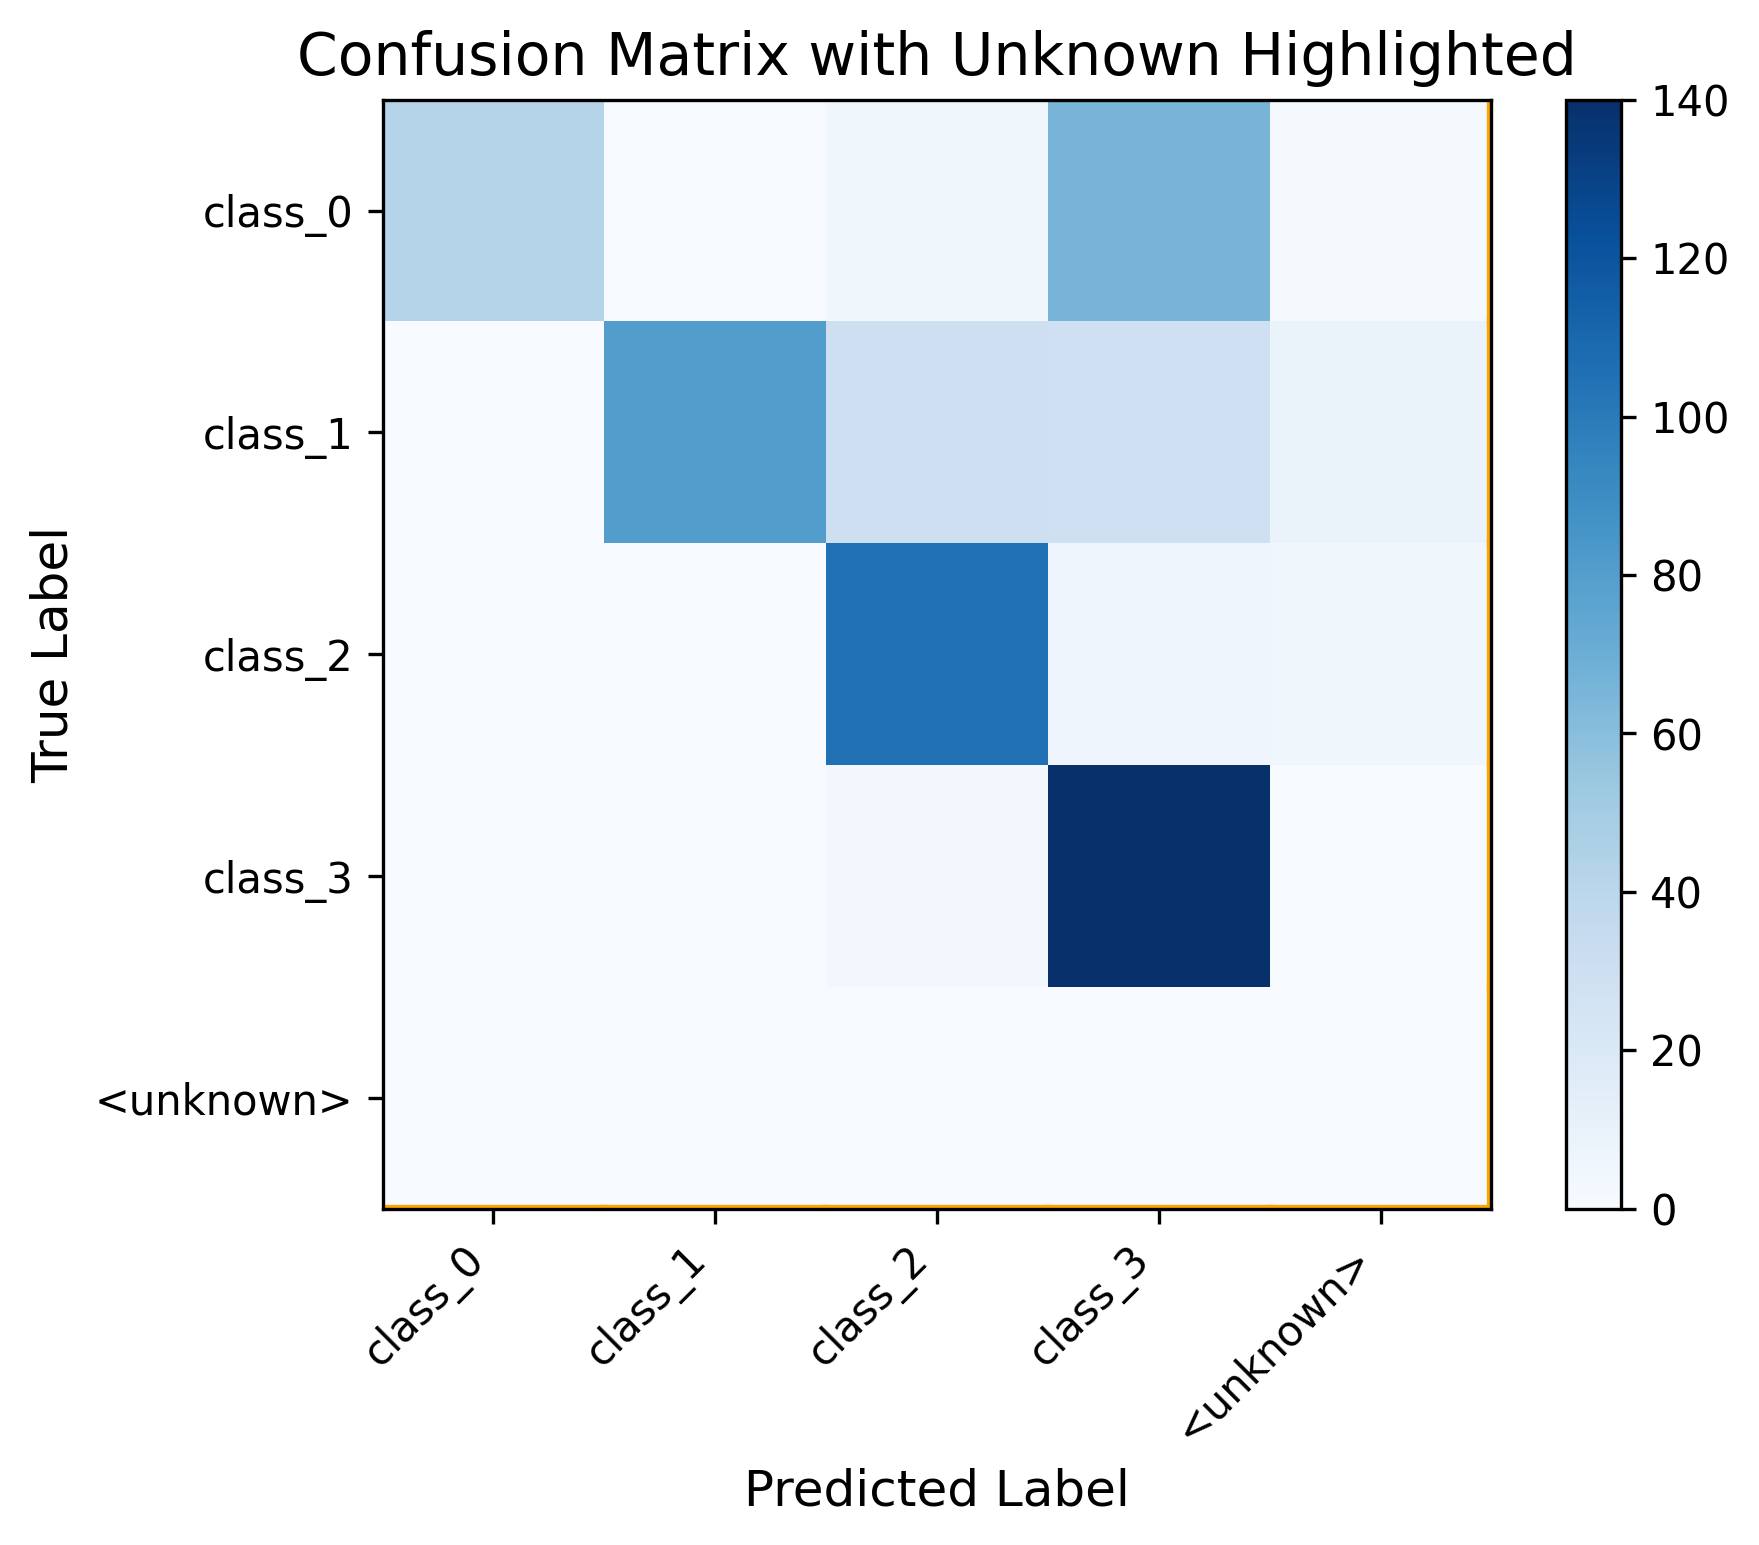 Confusion Matrix with Unknown Highlighted
True Label
class_0
class_1
class_2
class_3
<unknown>
class_0
class_1
class_2
class_3
<unknown>
Predicted Label
140
120
100
80
60
40
20
0